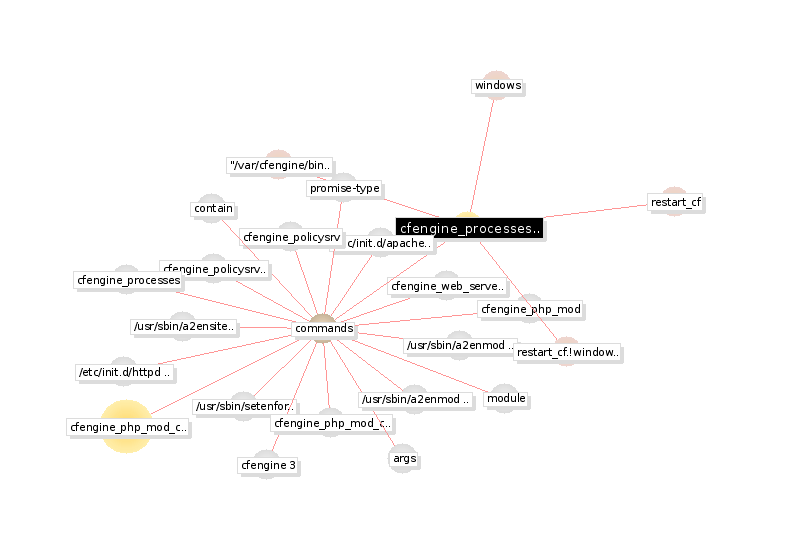 windows
"/var/cfengine/bin..
promise-type
restart_cf
contain
cfengine_processes..
cfengine_policysrv
c/init.d/apache..
cfengine_policysrv..
cfengine_processes
cfengine_web_serve..
cfengine_php_mod
/usr/sbin/a2ensite..
commands
/usr/sbin/a2enmod ..
restart_cf.!window..
/etc/init.d/httpd ..
/usr/sbin/setenfor..
/usr/sbin/a2enmod ..
module
cfengine_php_mod_c..
cfengine_php_mod_c..
cfengine 3
args